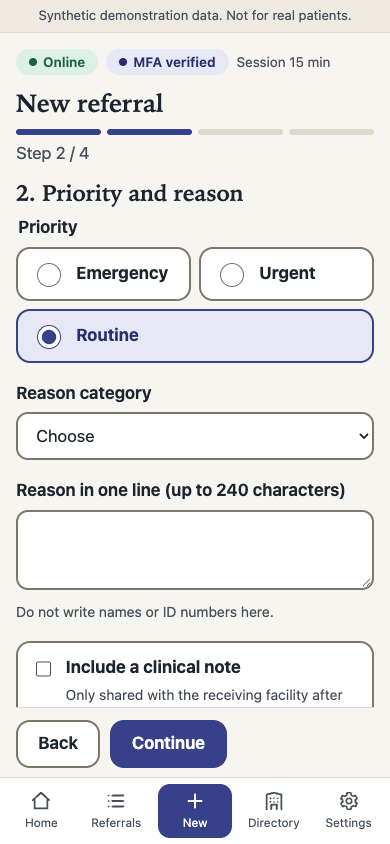 Synthetic demonstration data. Not for real patients.
Online
MFA verified
Session 15 min
New referral
Step 2 / 4
2. Priority and reason
Priority
Emergency
Urgent
Routine
Reason category
Choose
Reason in one line (up to 240 characters)
Do not write names or ID numbers here.
Include a clinical note
Only shared with the receiving facility after
Back
Continue
Home
Referrals
New
Directory
Settings